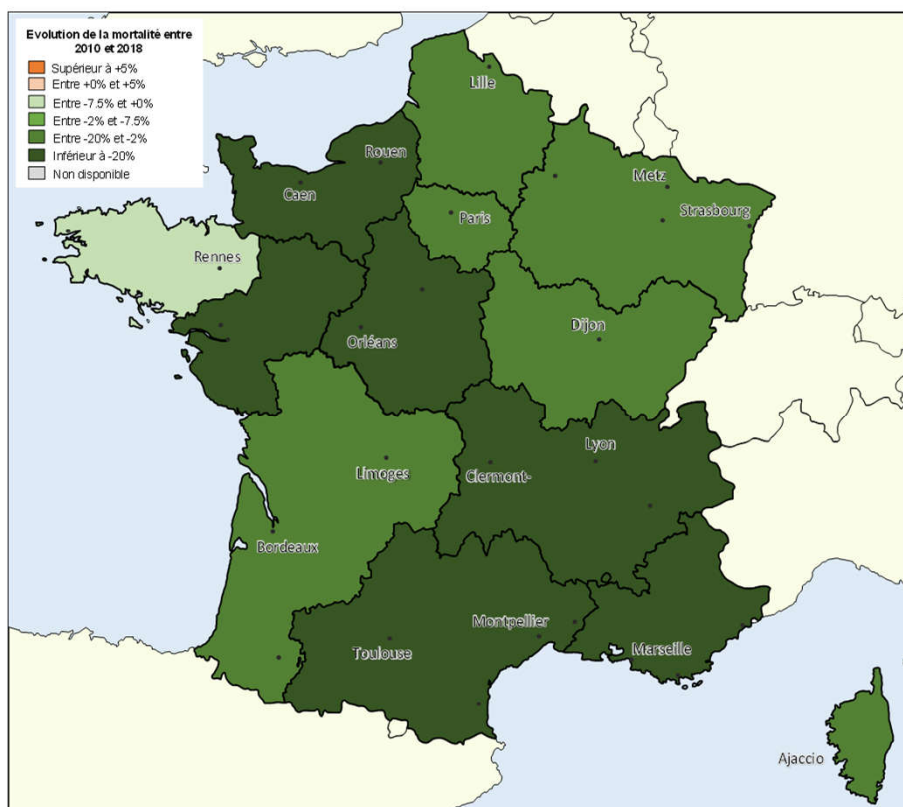 Evolution de la mortalité entre
2010 et 2018
Supérieur à +5%
Entre +0% et +5%
Entre -7.5% et +0%
Entre -2% et -7.5%
Entre -20% et -2%
Inférieur à -20%
Non disponible
Lille
Rouen
Caen
Metz
Paris
Strasbourg
Rennes
Dijon
Orléans
Lyon
Limoges
Clermont-
Bordeaux
Montpellier
Toulouse
Marseille
Ajaccio